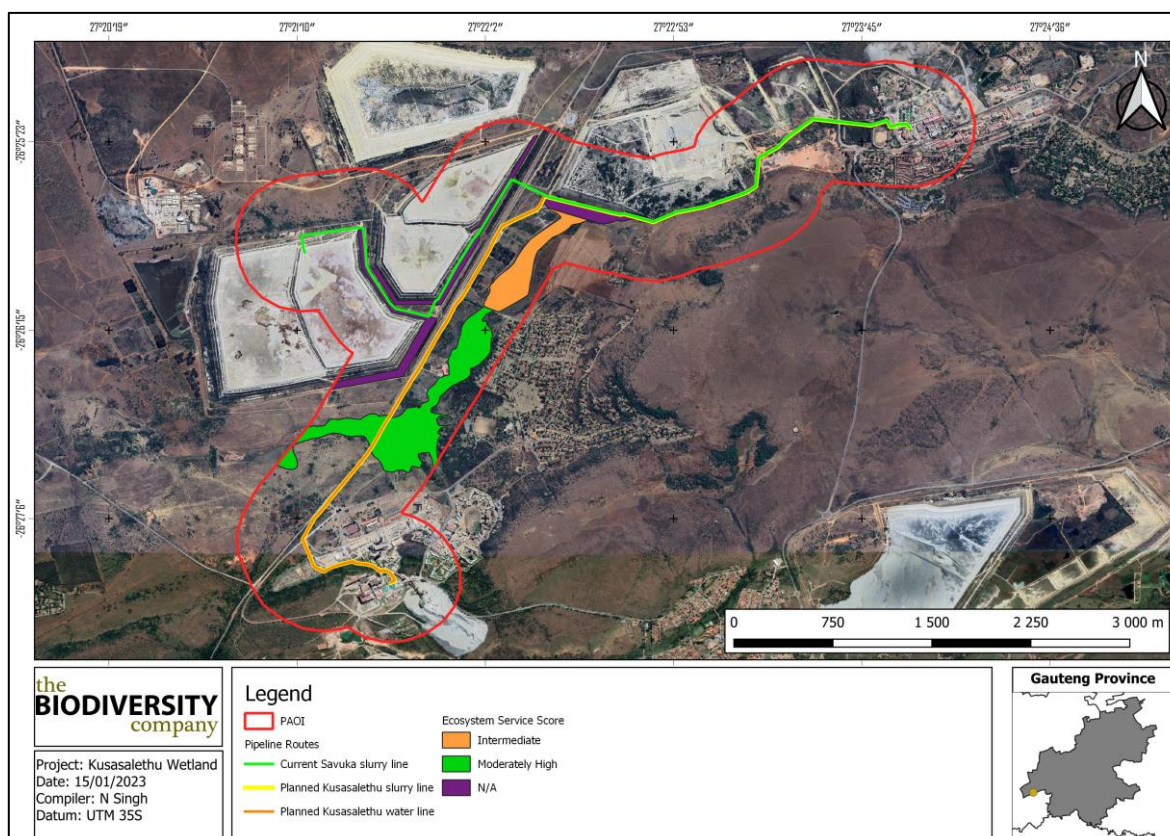 27°20'19" 27°21'10" 27°22'2" 27°22'53" 27°23'45" 27°24'36"
N
-26°25'23"
-26°26'15"
-26°27'6"
0 750 1 500 2 250 3 000 m
the
BIODIVERSITY
company
Project: Kusasalethu Wetland
Date: 15/01/2023
Compiler: N Singh
Datum: UTM 35S
Legend
PAOI
Pipeline Routes
Current Savuka slurry line
Planned Kusasalethu slurry line
Planned Kusasalethu water line
Ecosystem Service Score
Intermediate
Moderately High
N/A
Gauteng Province